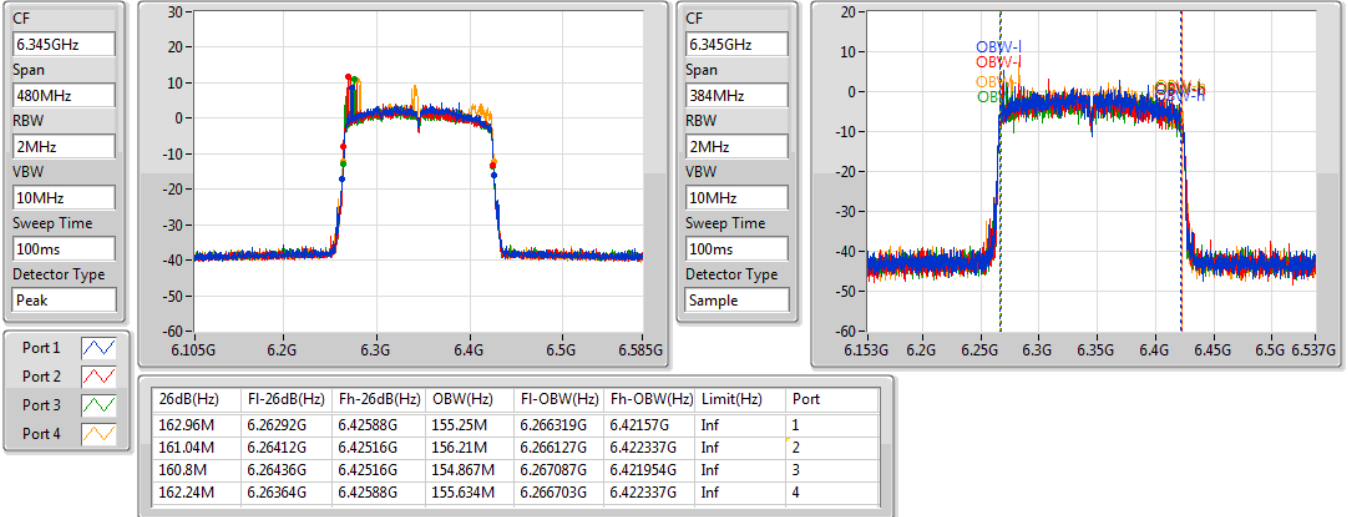 CF
6.345GHz
Span
480MHz
RBW
2MHz
VBW
10MHz
Sweep Time
100ms
Detector Type
Peak
30
20
10
0
-10
-20
-30
-40
-50
-60
6.105G 6.2G 6.3G 6.4G 6.5G 6.585G
CF
6.345GHz
Span
384MHz
RBW
2MHz
VBW
10MHz
Sweep Time
100ms
Detector Type
Sample
20
10
0
-10
-20
-30
-40
-50
-60
OBW-l
OBW-l
6.153G 6.2G 6.25G 6.3G 6.35G 6.4G 6.45G 6.5G 6.537G
Port 1
Port 2
Port 3
Port 4
26dB(Hz) Fl-26dB(Hz) Fh-26dB(Hz) OBW(Hz) Fl-OBW(Hz) Fh-OBW(Hz) Limit(Hz) Port
162.96M 6.26292G 6.42588G 155.25M 6.266319G 6.42157G Inf 1
161.04M 6.26412G 6.42516G 156.21M 6.266127G 6.422337G Inf 2
160.8M 6.26436G 6.42516G 154.867M 6.267087G 6.421954G Inf 3
162.24M 6.26364G 6.42588G 155.634M 6.266703G 6.422337G Inf 4